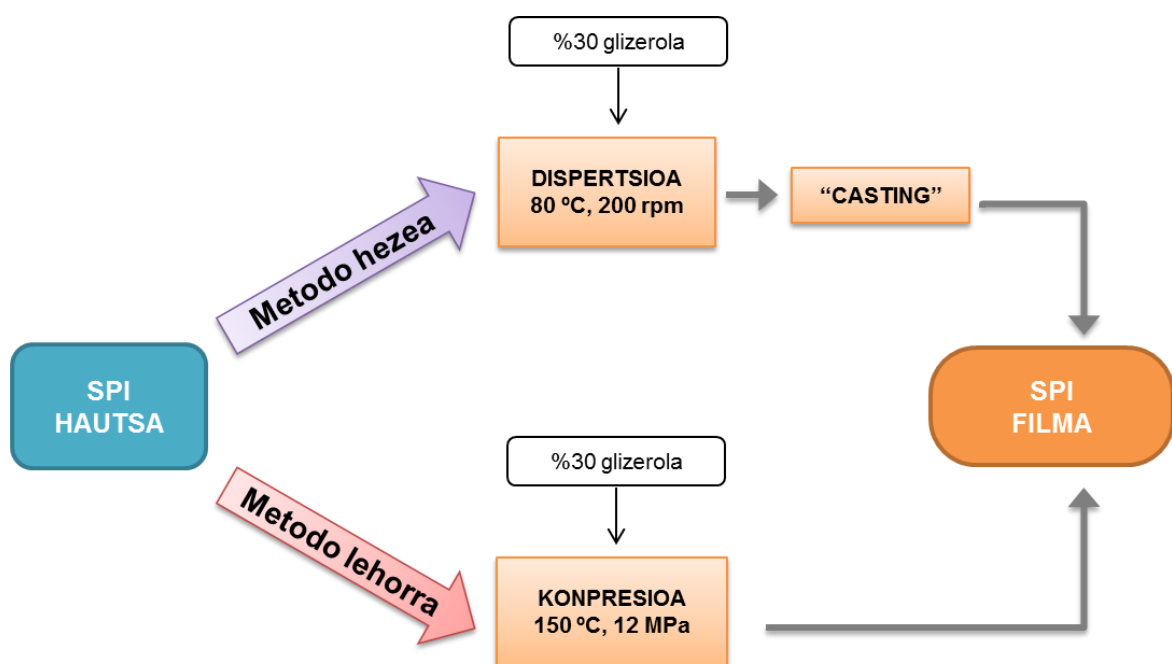 %30 glizerola
DISPERTSIOA
80 ºC, 200 rpm
“CASTING”
Metodo hezea
SPI
HAUTSA
SPI
FILMA
%30 glizerola
Metodo lehorra
KONPRESIOA
150 ºC, 12 MPa